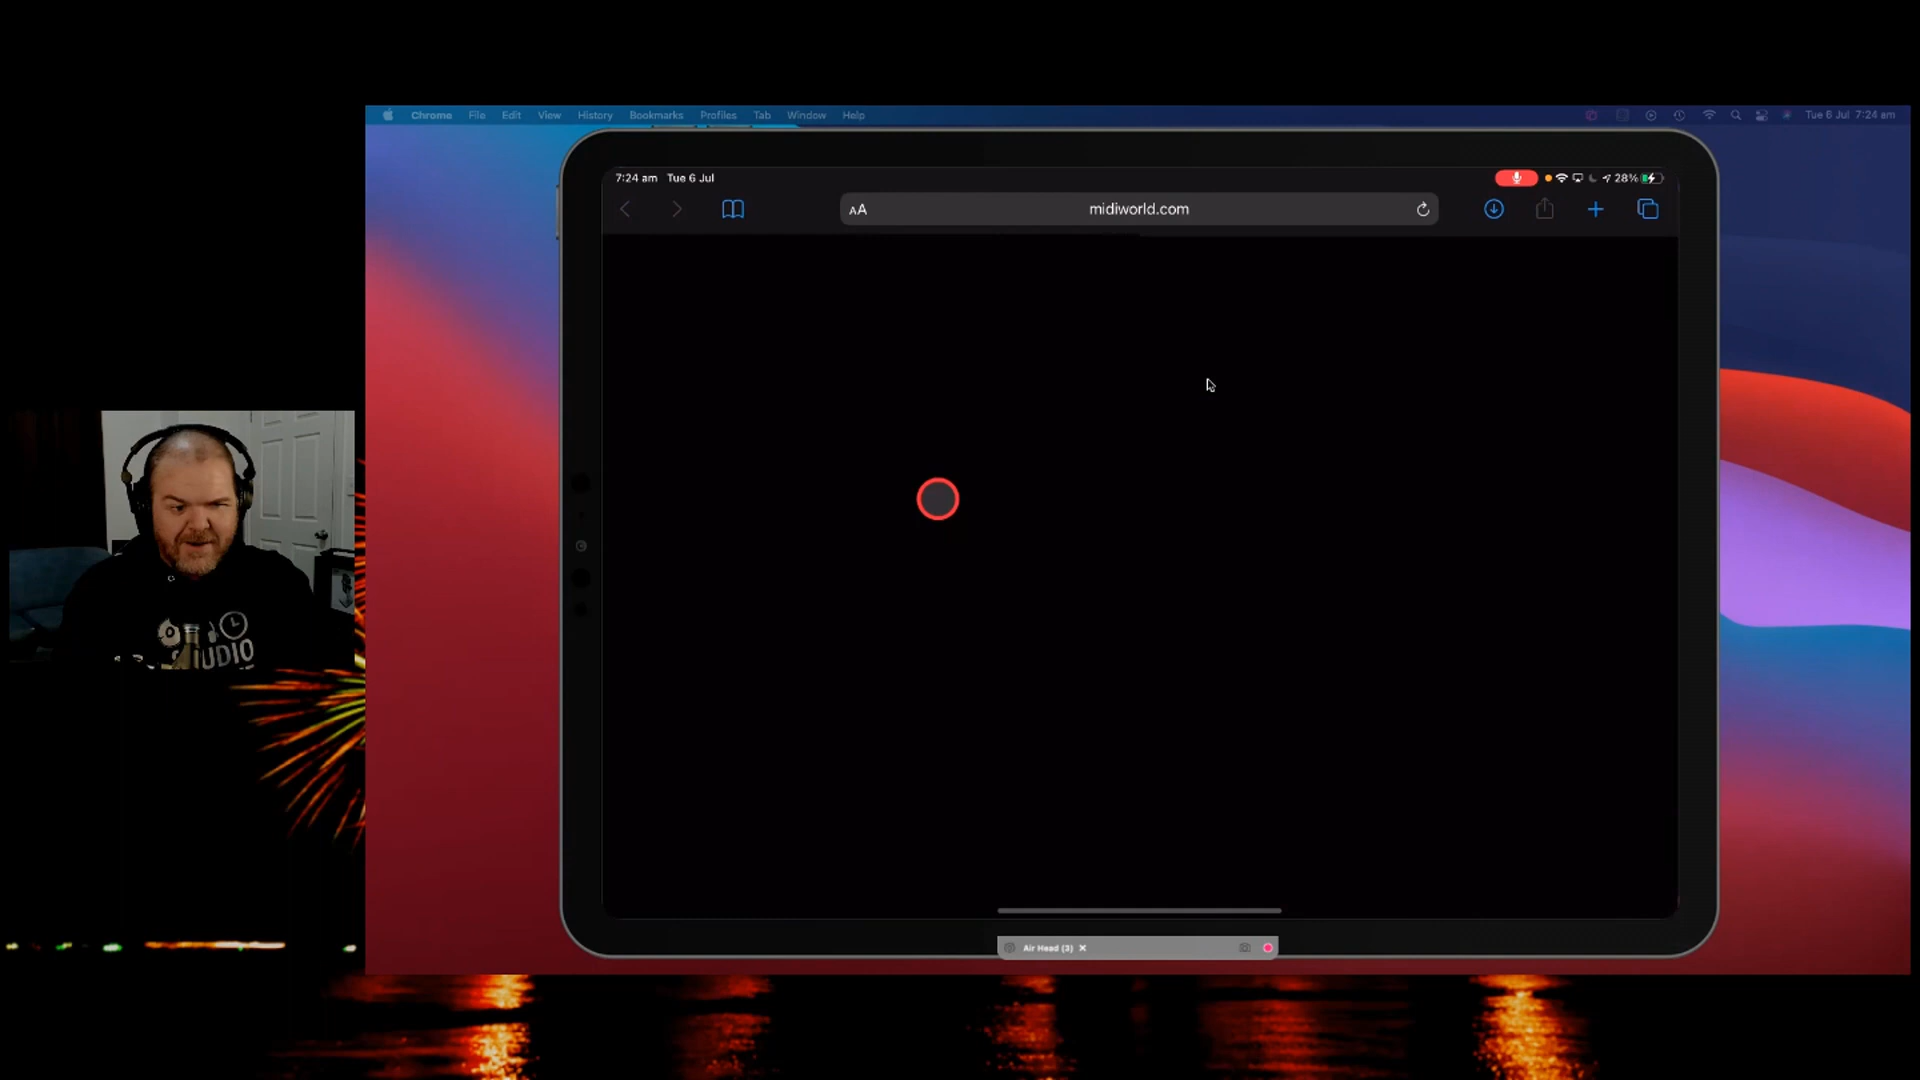 Chrome File Edit View History Bookmarks Profiles Tab Window Help Tue 6 Jul 7:24 am
7:24 am Tue 6 Jul 28%
AA midiworld.com
UDIO
Air Head (3)